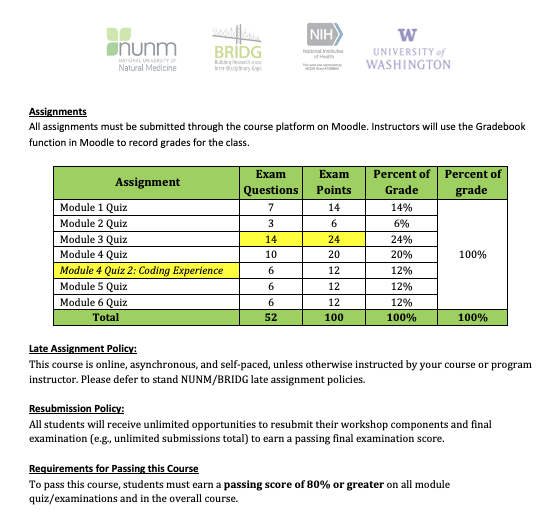 nunm
NATIONAL UNIVERSITY OF
Natural Medicine
BRIDG
Building Research across
Inter-Disciplinary Gaps
NIH
National Institutes
of Health
W
UNIVERSITY of
WASHINGTON
Assignments
All assignments must be submitted through the course platform on Moodle. Instructors will use the Gradebook
function in Moodle to record grades for the class.
Assignment Exam Questions Exam Points Percent of Grade Percent of grade
Module 1 Quiz 7 14 14%
Module 2 Quiz 3 6 6%
Module 3 Quiz 14 24 24%
Module 4 Quiz 10 20 20% 100%
Module 4 Quiz 2: Coding Experience 6 12 12%
Module 5 Quiz 6 12 12%
Module 6 Quiz 6 12 12%
Total 52 100 100% 100%
Late Assignment Policy:
This course is online, asynchronous, and self-paced, unless otherwise instructed by your course or program
instructor. Please defer to stand NUNM/BRIDG late assignment policies.
Resubmission Policy:
All students will receive unlimited opportunities to resubmit their workshop components and final
examination (e.g., unlimited submissions total) to earn a passing final examination score.
Requirements for Passing this Course
To pass this course, students must earn a passing score of 80% or greater on all module
quiz/examinations and in the overall course.